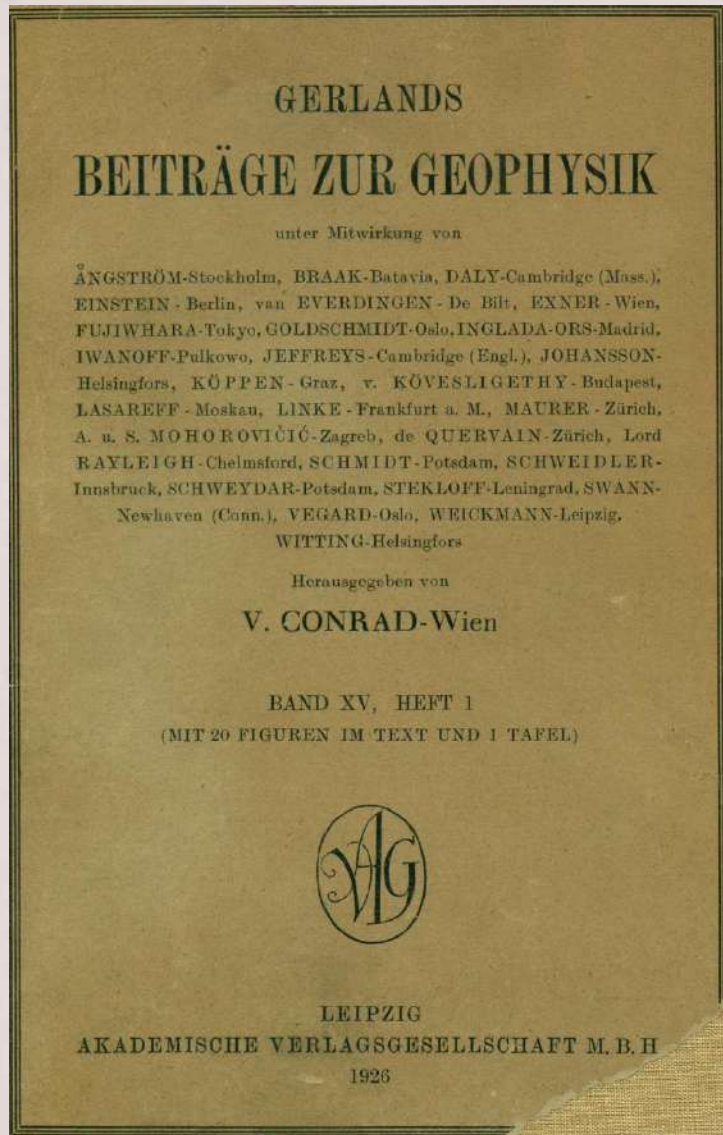 GERLANDS
BEITRÄGE ZUR GEOPHYSIK
unter Mitwirkung von
ÅNGSTRÖM-Stockholm, BRAAK-Batavia, DALY-Cambridge (Mass.),
EINSTEIN - Berlin, van EVERDINGEN - De Bilt, EXNER - Wien,
FUJIWHARA-Tokyo, GOLDSCHMIDT-Oslo, INGLADA-ORS-Madrid,
IWANOFF-Pulkowo, JEFFREYS-Cambridge (Engl.), JOHANSSON-
Helsingfors, KÖPPEN - Graz, v. KÖVESLIGETHY - Budapest,
LASAREFF - Moskau, LINKE - Frankfurt a. M., MAURER - Zürich,
A. u. S. MOHOROVIČIĆ-Zagreb, de QUERVAIN-Zürich, Lord
RAYLEIGH-Chelmsford, SCHMIDT-Potsdam, SCHWEIDLER-
Innsbruck, SCHWEYDAR-Potsdam, STEKLOFF-Leningrad, SWANN-
Newhaven (Conn.), VEGARD-Oslo, WEICKMANN-Leipzig,
WITTING-Helsingfors
Herausgegeben von
V. CONRAD-Wien
BAND XV, HEFT 1
(MIT 20 FIGUREN IM TEXT UND 1 TAFEL)
VAG
LEIPZIG
AKADEMISCHE VERLAGSGESELLSCHAFT M. B. H
1926